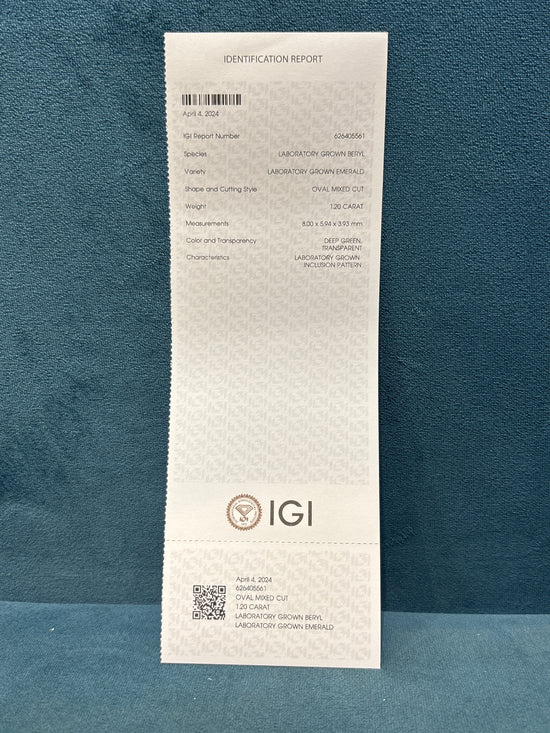 IDENTIFICATION REPORT
April 4, 2024
IGI Report Number 626405561
Species LABORATORY GROWN BERYL
Variety LABORATORY GROWN EMERALD
Shape and Cutting Style OVAL MIXED CUT
Weight 1.20 CARAT
Measurements 8.00 x 5.94 x 3.93 mm
Color and Transparency DEEP GREEN,
TRANSPARENT
Characteristics LABORATORY GROWN
INCLUSION PATTERN
IGI
IGI
April 4, 2024
626405561
OVAL MIXED CUT
1.20 CARAT
LABORATORY GROWN BERYL
LABORATORY GROWN EMERALD